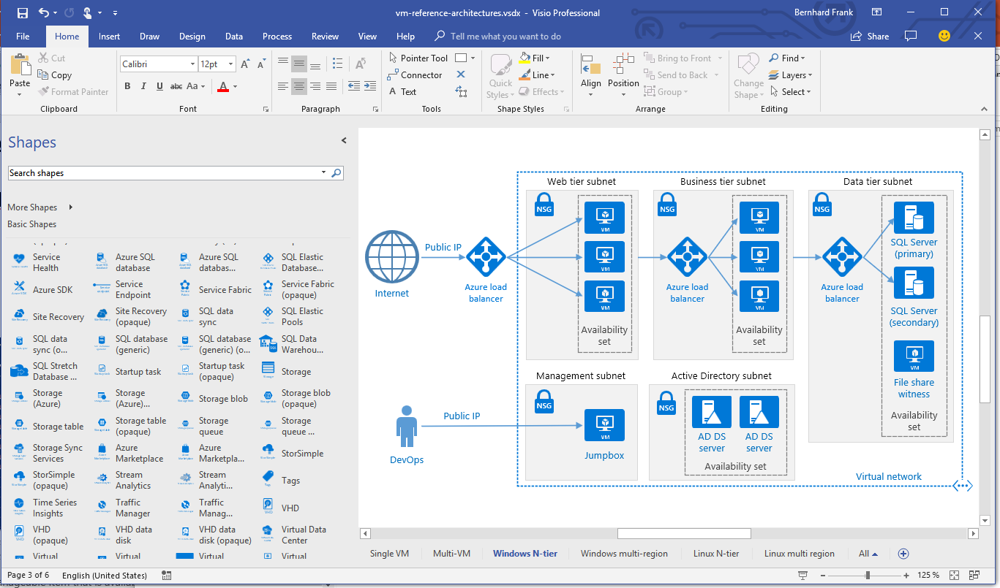 vm-reference-architectures.vsdx - Visio Professional
Bernhard Frank
File Home Insert Draw Design Data Process Review View Help Tell me what you want to do Share
Paste
Cut
Copy
Format Painter
Clipboard
Calibri 12pt
B I U abc Aa A
Font
Paragraph
Pointer Tool
Connector
A Text
Tools
Quick Styles
Fill
Line
Effects
Shape Styles
Align
Position
Bring to Front
Send to Back
Group
Arrange
Change Shape
Find
Layers
Select
Editing
Shapes
Search shapes
More Shapes
Basic Shapes
Service Health
Azure SQL database
Azure SQL databas...
SQL Elastic Database...
Azure SDK
Service Endpoint
Service Fabric
Service Fabric (opaque)
Site Recovery
Site Recovery (opaque)
SQL data sync
SQL Elastic Pools
SQL data sync (o...
SQL database (generic)
SQL database (generic) (o...
SQL Data Warehou...
SQL Stretch Database ...
Startup task
Startup task (opaque)
Storage
Storage (Azure)
Storage (Azure)...
Storage blob
Storage blob (opaque)
Storage table
Storage table (opaque)
Storage queue
Storage queue ...
Storage Sync Services
Azure Marketplace
Azure Marketpla...
StorSimple
StorSimple (opaque)
Stream Analytics
Stream Analyti...
Tags
Time Series Insights
Traffic Manager
Traffic Manag...
VHD
VHD (opaque)
VHD data disk
VHD data disk (opaque)
Virtual Data Center
Virtual
Virtual
Virtual
Virtual
Web tier subnet
Business tier subnet
Data tier subnet
NSG
NSG
NSG
VM
VM
VM
VM
VM
VM
Internet
Public IP
Azure load balancer
Azure load balancer
Azure load balancer
Availability set
Availability set
SQL Server (primary)
SQL Server (secondary)
VM
File share witness
Availability set
Management subnet
Active Directory subnet
NSG
NSG
DevOps
Public IP
VM
Jumpbox
AD DS server
AD DS server
Availability set
Virtual network
Single VM Multi-VM Windows N-tier Windows multi-region Linux N-tier Linux multi region All
Page 3 of 6 English (United States) 125 %